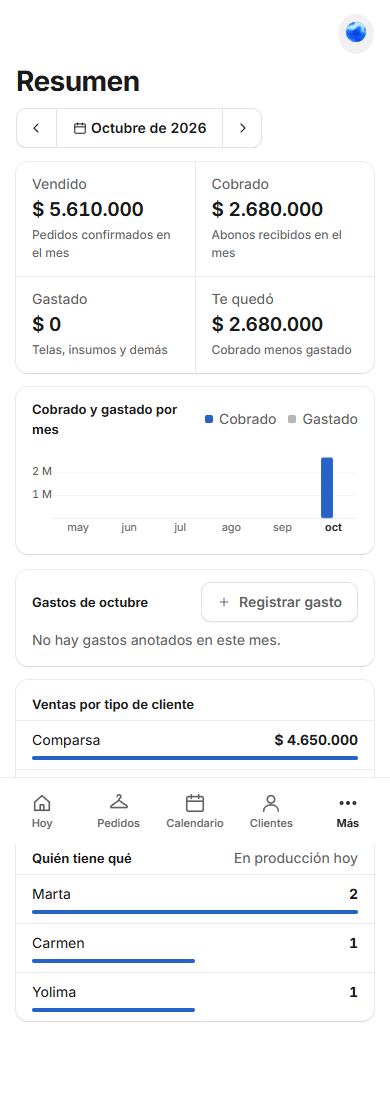 Resumen
Octubre de 2026
Vendido
$ 5.610.000
Pedidos confirmados en
el mes
Cobrado
$ 2.680.000
Abonos recibidos en el
mes
Gastado
$ 0
Telas, insumos y demás
Te quedó
$ 2.680.000
Cobrado menos gastado
Cobrado y gastado por
mes
Cobrado
Gastado
2 M
1 M
may jun jul ago sep oct
Gastos de octubre
+ Registrar gasto
No hay gastos anotados en este mes.
Ventas por tipo de cliente
Comparsa $ 4.650.000
Hoy Pedidos Calendario Clientes Más
Quién tiene qué En producción hoy
Marta 2
Carmen 1
Yolima 1